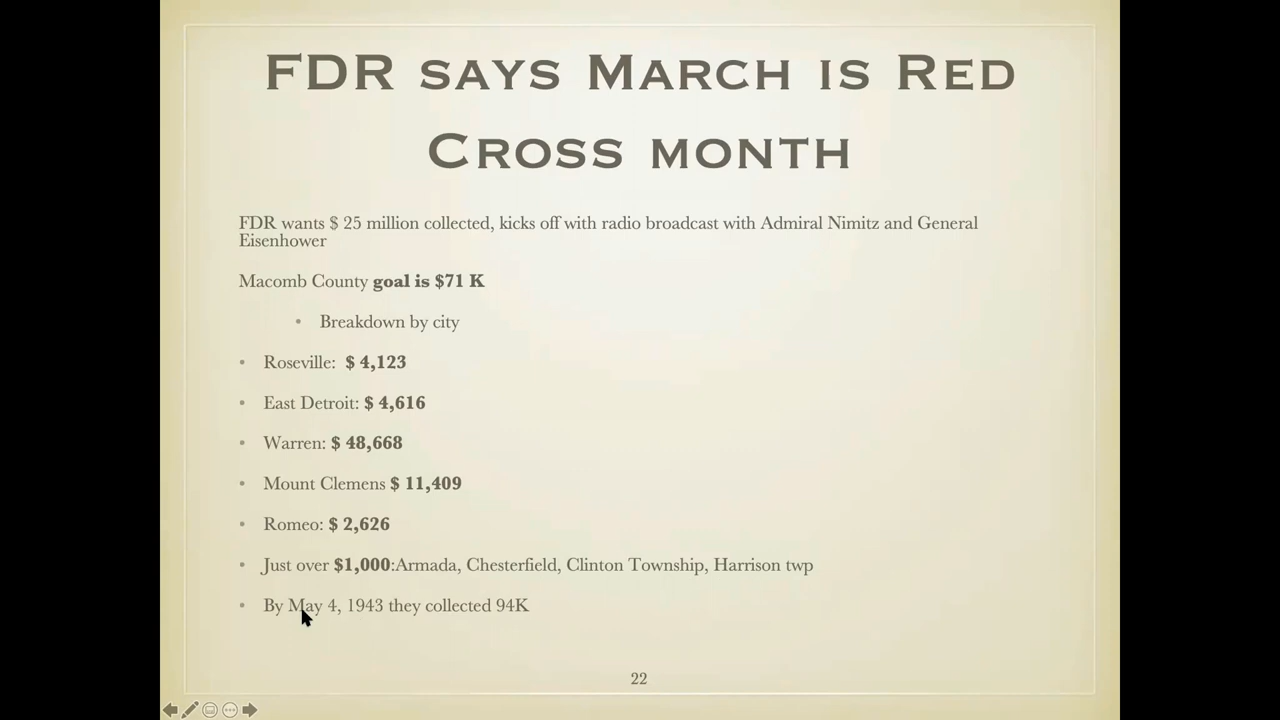 FDR says March is Red
Cross month
FDR wants $ 25 million collected, kicks off with radio broadcast with Admiral Nimitz and General
Eisenhower
Macomb County goal is $71 K
• Breakdown by city
• Roseville:  $ 4,123
• East Detroit: $ 4,616
• Warren: $ 48,668
• Mount Clemens $ 11,409
• Romeo: $ 2,626
• Just over $1,000:Armada, Chesterfield, Clinton Township, Harrison twp
• By May 4, 1943 they collected 94K
22